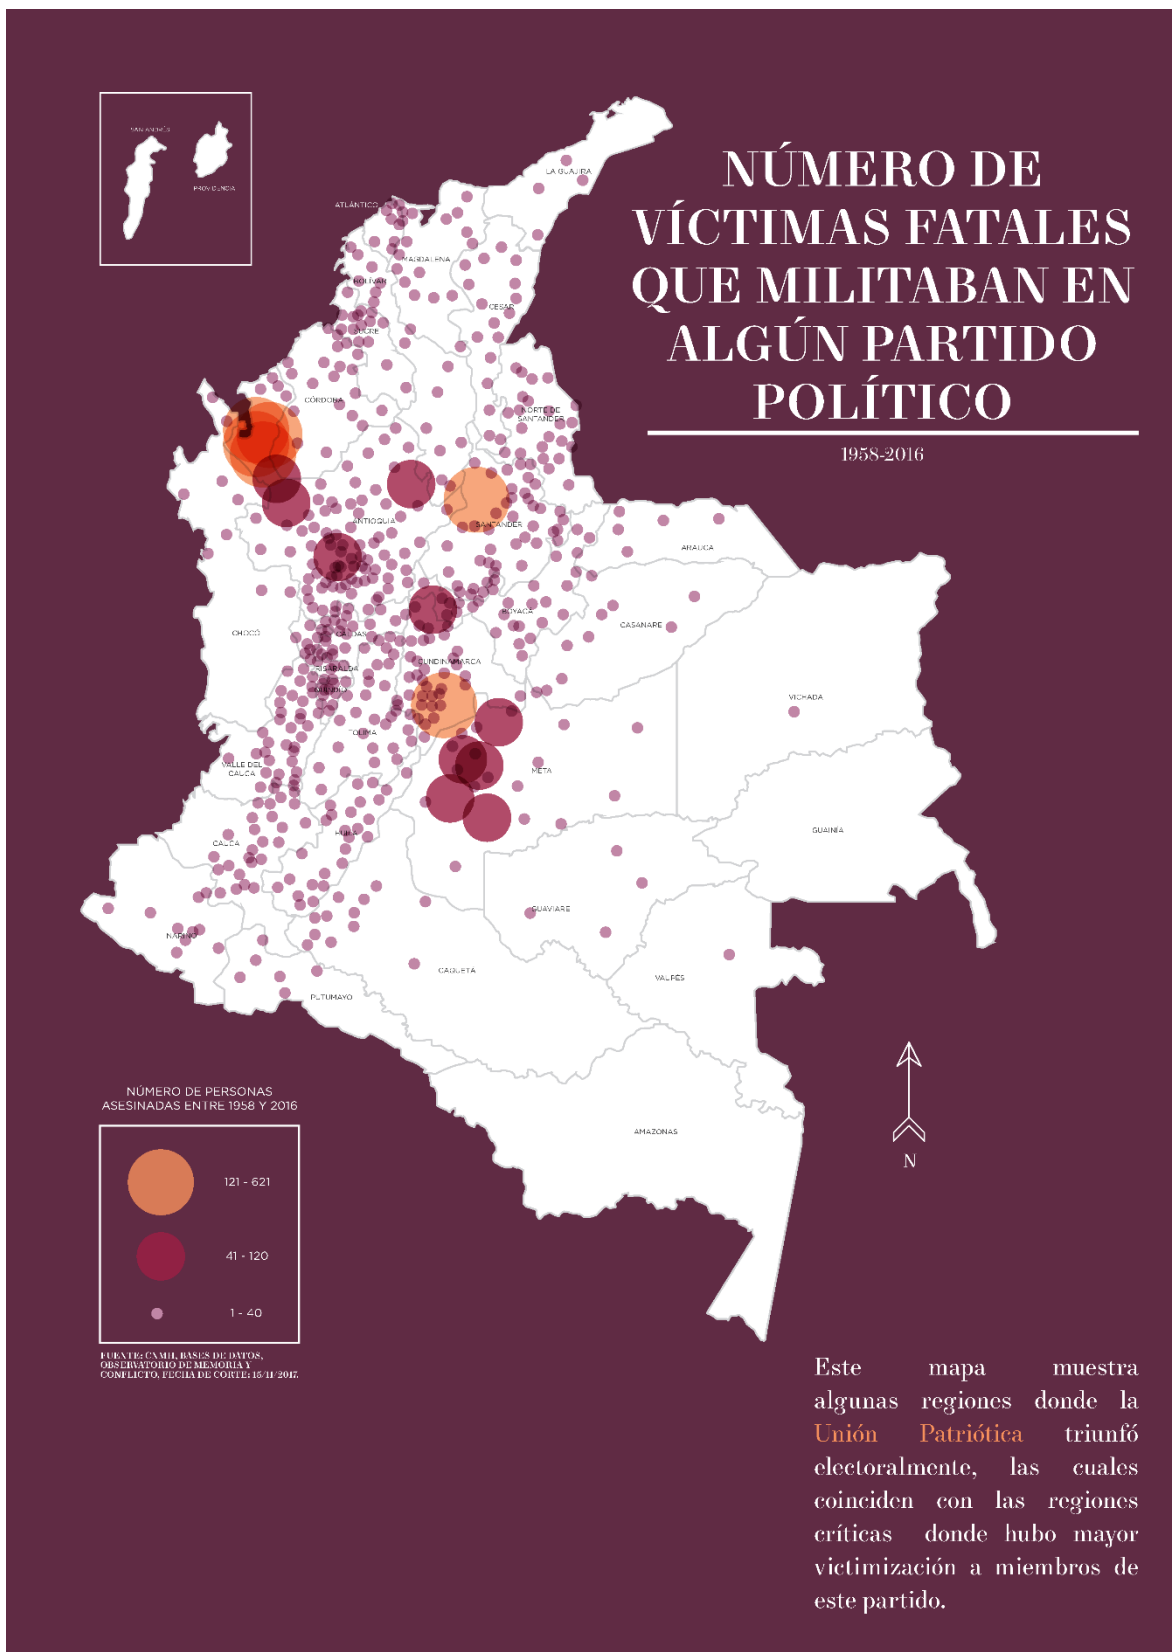 SAN ANDRÉS
PROVIDENCIA
NÚMERO DE
VÍCTIMAS FATALES
QUE MILITABAN EN
ALGÚN PARTIDO
POLÍTICO
1958-2016
LA GUAJIRA
ATLÁNTICO
MAGDALENA
BOLÍVAR
CESAR
SUCRE
CÓRDOBA
NORTE DE
SANTANDER
ANTIOQUIA
SANTANDER
ARAUCA
BOYACÁ
CASANARE
CHOCÓ
CALDAS
CUNDINAMARCA
RISARALDA
QUINDÍO
VICHADA
TOLIMA
VALLE DEL
CAUCA
META
GUAINÍA
HUILA
CAUCA
GUAVIARE
NARIÑO
CAQUETA
VAUPÉS
PUTUMAYO
AMAZONAS
N
NÚMERO DE PERSONAS
ASESINADAS ENTRE 1958 Y 2016
121 - 621
41 - 120
1 - 40
FUENTE: CNMH, BASES DE DATOS,
OBSERVATORIO DE MEMORIA Y
CONFLICTO, FECHA DE CORTE: 15/11/2017.
Este mapa muestra
algunas regiones donde la
Unión Patriótica triunfó
electoralmente, las cuales
coinciden con las regiones
críticas donde hubo mayor
victimización a miembros de
este partido.